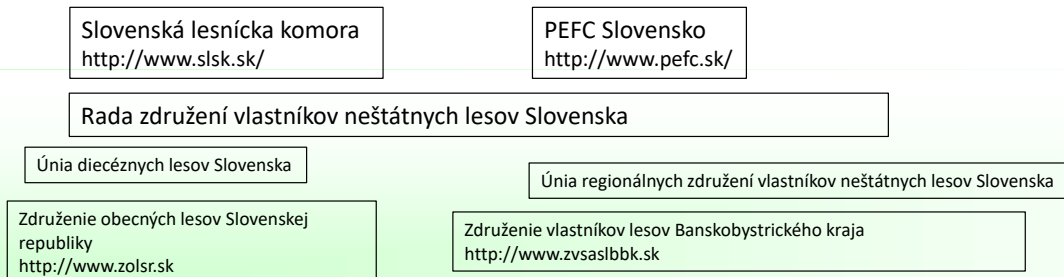 Slovenská lesnícka komora
http://www.slsk.sk/
PEFC Slovensko
http://www.pefc.sk/
Rada združení vlastníkov neštátnych lesov Slovenska
Únia diecéznych lesov Slovenska
Únia regionálnych združení vlastníkov neštátnych lesov Slovenska
Združenie obecných lesov Slovenskej
republiky
http://www.zolsr.sk
Združenie vlastníkov lesov Banskobystrického kraja
http://www.zvsaslbbk.sk